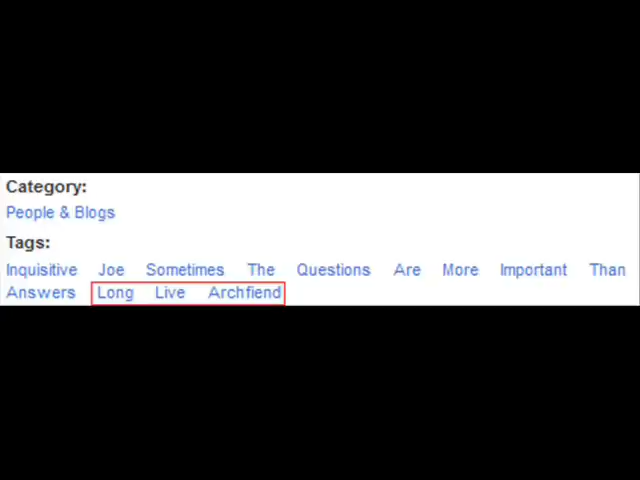 Category:
People & Blogs
Tags:
Inquisitive Joe Sometimes The Questions Are More Important Than
Answers Long Live Archfiend